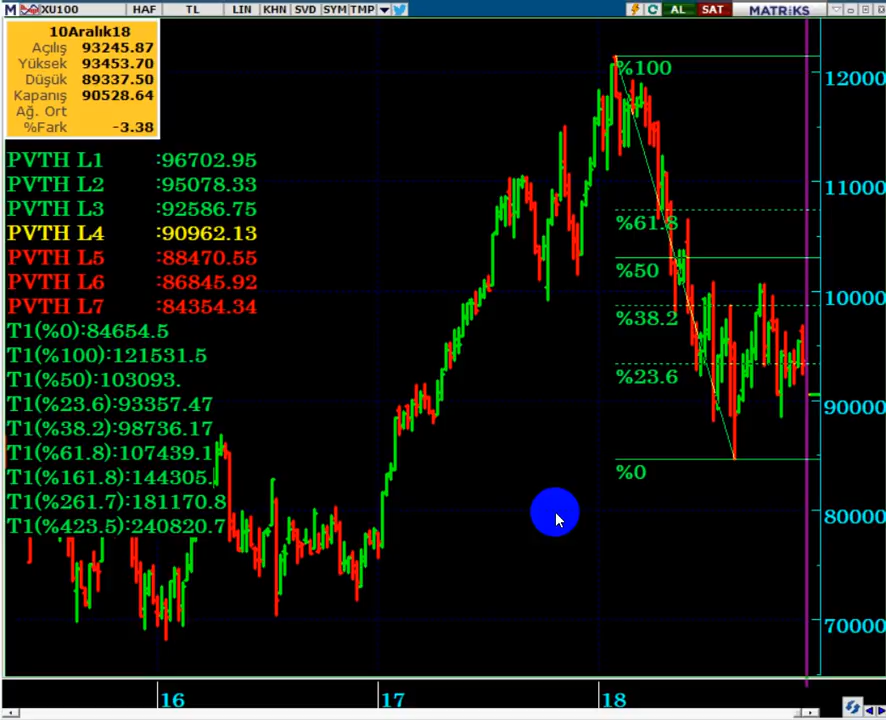 M XU100 HAF TL LIN KHN SVD SYM TMP AL SAT MATRİKS
10Aralık18
Açılış 93245.87
Yüksek 93453.70
Düşük 89337.50
Kapanış 90528.64
Ağ. Ort
%Fark -3.38
PVTH L1 :96702.95
PVTH L2 :95078.33
PVTH L3 :92586.75
PVTH L4 :90962.13
PVTH L5 :88470.55
PVTH L6 :86845.92
PVTH L7 :84354.34
T1(%0):84654.5
T1(%100):121531.5
T1(%50):103093.
T1(%23.6):93357.47
T1(%38.2):98736.17
T1(%61.8):107439.1
T1(%161.8):144305.
T1(%261.7):181170.8
T1(%423.5):240820.7
%100
%61.8
%50
%38.2
%23.6
%0
12000
11000
10000
90000
80000
70000
16 17 18